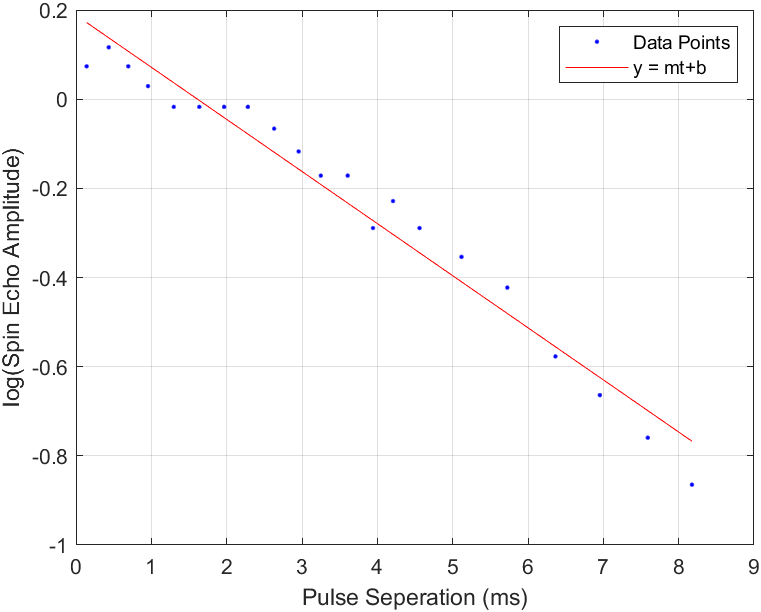 0.2
0
-0.2
-0.4
-0.6
-0.8
-1
0 1 2 3 4 5 6 7 8 9
log(Spin Echo Amplitude)
Pulse Seperation (ms)
Data Points
y = mt+b